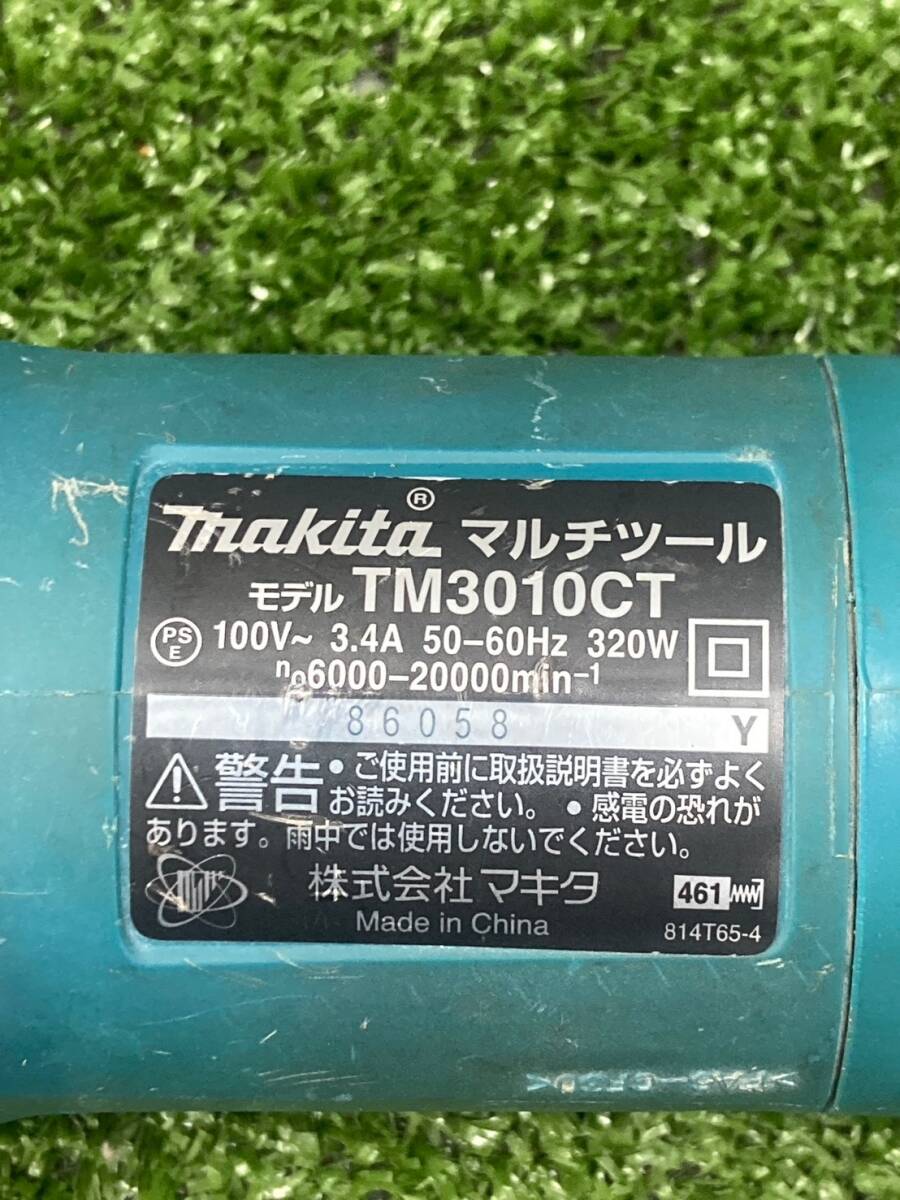 makita® マルチツール
モデル TM3010CT
PSE 100V~ 3.4A 50-60Hz 320W
n₀6000-20000min⁻¹
86058 Y
警告 • ご使用前に取扱説明書を必ずよく
お読みください。 • 感電の恐れが
あります。雨中では使用しないでください。
株式会社マキタ 461
Made in China 814T65-4